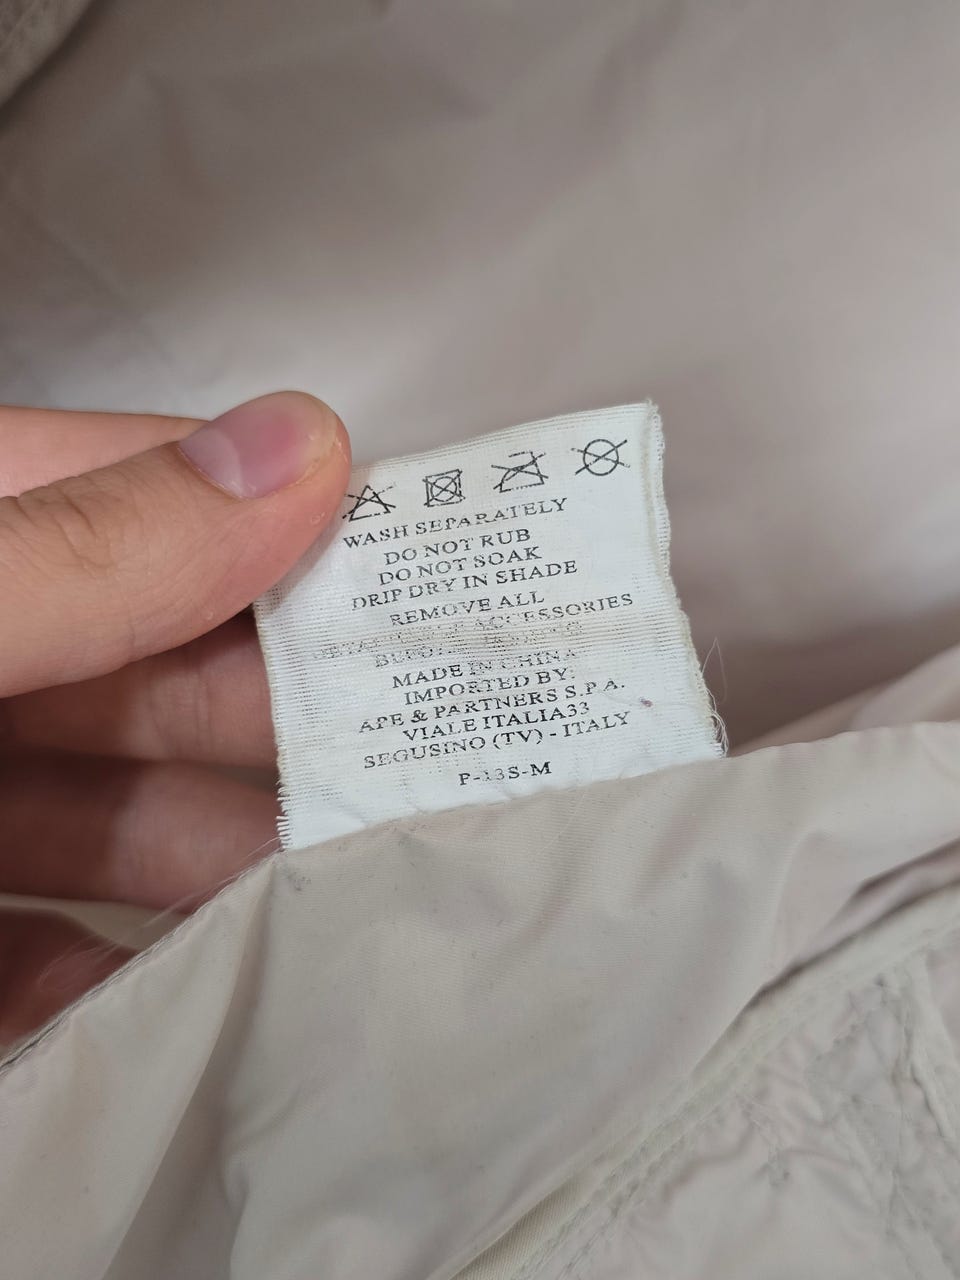 WASH SEPARATELY
DO NOT RUB
DO NOT SOAK
DRIP DRY IN SHADE
REMOVE ALL
ACCESSORIES
MADE IN CHINA
IMPORTED BY:
APE & PARTNERS S.P.A.
VIALE ITALIA33
SEGUSINO (TV) - ITALY
P-13S-M